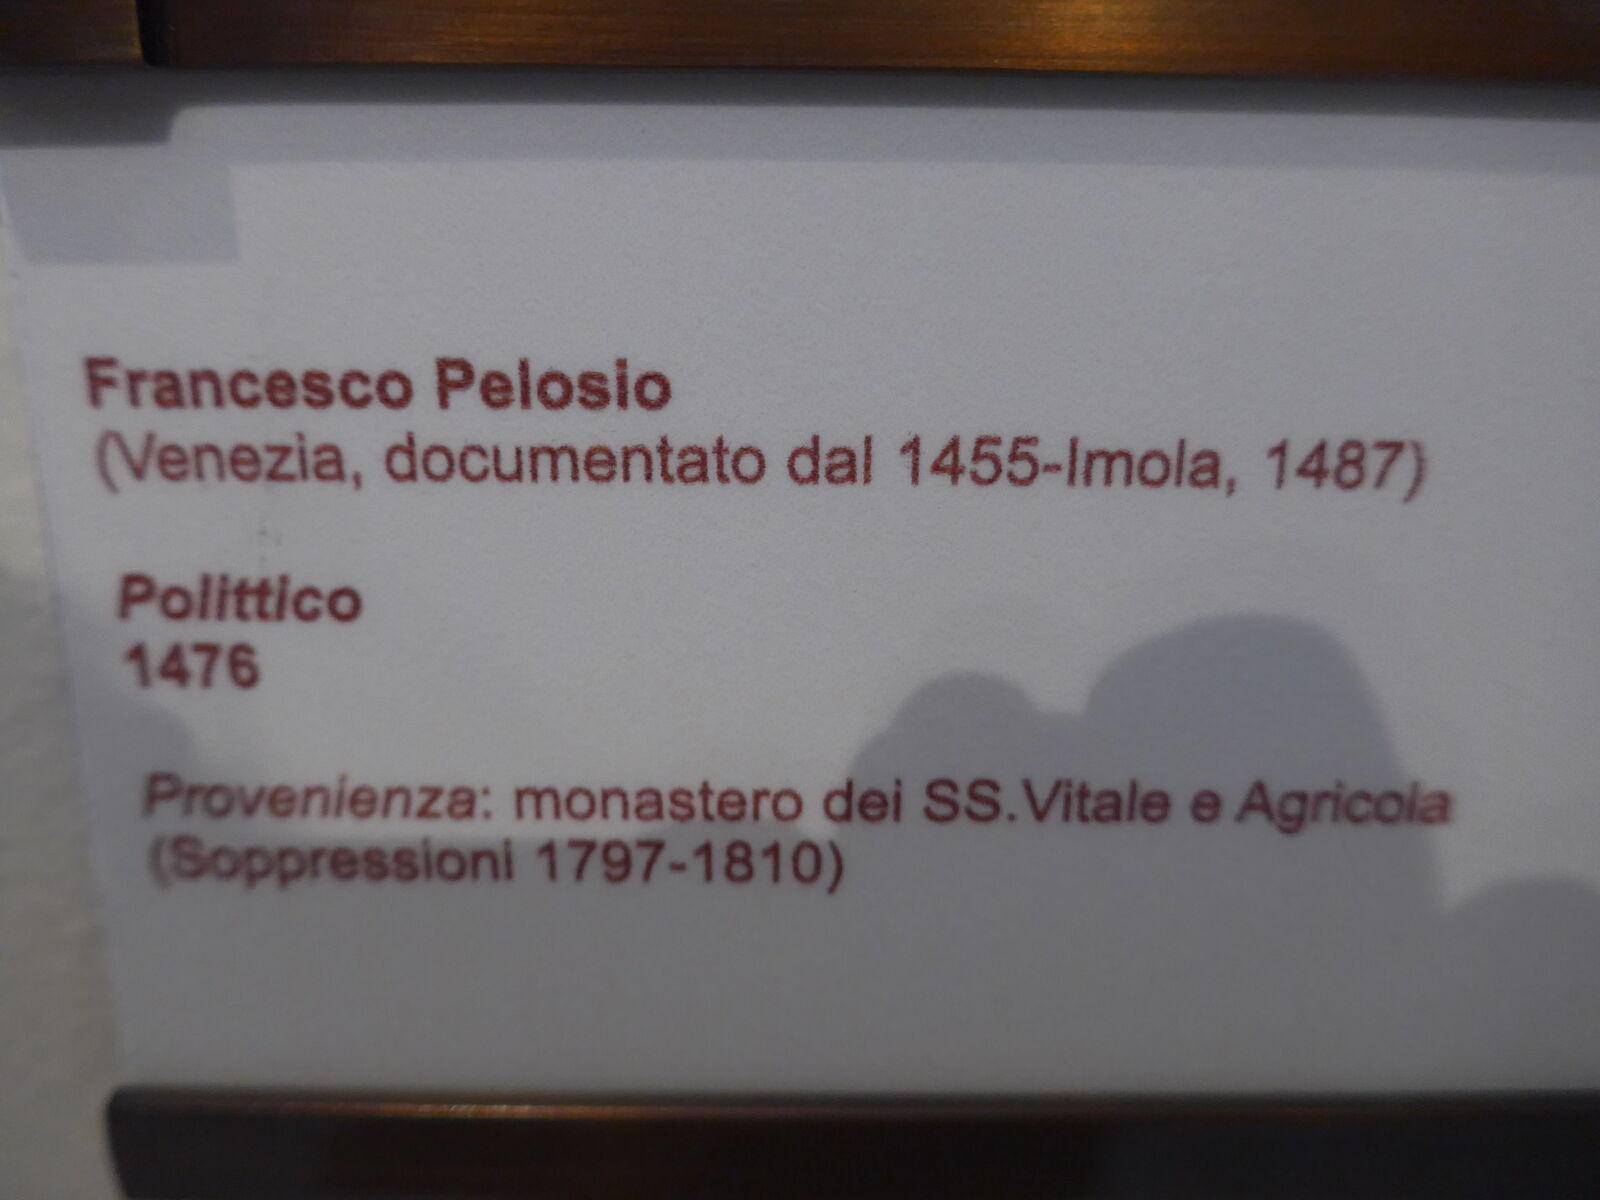 Francesco Pelosio
(Venezia, documentato dal 1455-Imola, 1487)
Polittico
1476
Provenienza: monastero dei SS.Vitale e Agricola
(Soppressioni 1797-1810)